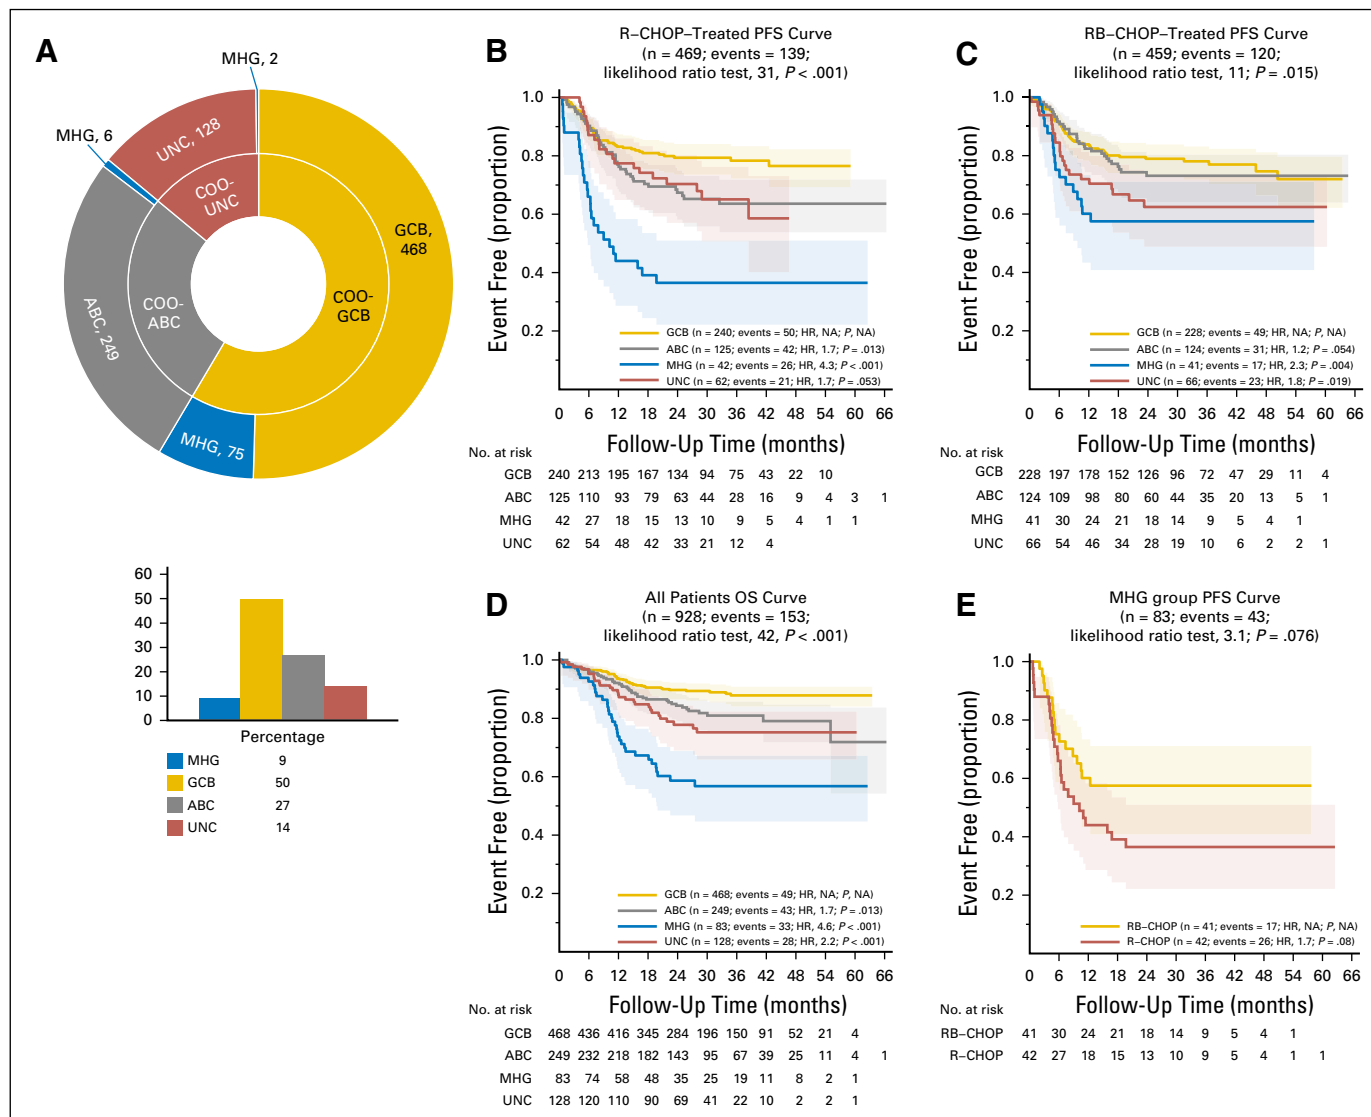 A
MHG, 2
MHG, 6
UNC, 128
COO-
UNC
GCB,
468
COO-
GCB
COO-
ABC
ABC, 249
MHG, 75
60
50
40
30
20
10
0
Percentage
MHG 9
GCB 50
ABC 27
UNC 14
B
R–CHOP–Treated PFS Curve
(n = 469; events = 139;
likelihood ratio test, 31, P < .001)
Event Free (proportion)
1.0
0.8
0.6
0.4
0.2
GCB (n = 240; events = 50; HR, NA; P, NA)
ABC (n = 125; events = 42; HR, 1.7; P = .013)
MHG (n = 42; events = 26; HR, 4.3; P < .001)
UNC (n = 62; events = 21; HR, 1.7; P = .053)
0 6 12 18 24 30 36 42 48 54 60 66
Follow-Up Time (months)
No. at risk
GCB 240 213 195 167 134 94 75 43 22 10
ABC 125 110 93 79 63 44 28 16 9 4 3 1
MHG 42 27 18 15 13 10 9 5 4 1 1
UNC 62 54 48 42 33 21 12 4
C
RB–CHOP–Treated PFS Curve
(n = 459; events = 120;
likelihood ratio test, 11; P = .015)
Event Free (proportion)
1.0
0.8
0.6
0.4
0.2
GCB (n = 228; events = 49; HR, NA; P, NA)
ABC (n = 124; events = 31; HR, 1.2; P = .054)
MHG (n = 41; events = 17; HR, 2.3; P = .004)
UNC (n = 66; events = 23; HR, 1.8; P = .019)
0 6 12 18 24 30 36 42 48 54 60 66
Follow-Up Time (months)
No. at risk
GCB 228 197 178 152 126 96 72 47 29 11 4
ABC 124 109 98 80 60 44 35 20 13 5 1
MHG 41 30 24 21 18 14 9 5 4 1
UNC 66 54 46 34 28 19 10 6 2 2 1
D
All Patients OS Curve
(n = 928; events = 153;
likelihood ratio test, 42, P < .001)
Event Free (proportion)
1.0
0.8
0.6
0.4
0.2
GCB (n = 468; events = 49; HR, NA; P, NA)
ABC (n = 249; events = 43; HR, 1.7; P = .013)
MHG (n = 83; events = 33; HR, 4.6; P < .001)
UNC (n = 128; events = 28; HR, 2.2; P < .001)
0 6 12 18 24 30 36 42 48 54 60 66
Follow-Up Time (months)
No. at risk
GCB 468 436 416 345 284 196 150 91 52 21 4
ABC 249 232 218 182 143 95 67 39 25 11 4 1
MHG 83 74 58 48 35 25 19 11 8 2 1
UNC 128 120 110 90 69 41 22 10 2 2 1
E
MHG group PFS Curve
(n = 83; events = 43;
likelihood ratio test, 3.1; P = .076)
Event Free (proportion)
1.0
0.8
0.6
0.4
0.2
RB–CHOP (n = 41; events = 17; HR, NA; P, NA)
R–CHOP (n = 42; events = 26; HR, 1.7; P = .08)
0 6 12 18 24 30 36 42 48 54 60 66
Follow-Up Time (months)
No. at risk
RB–CHOP 41 30 24 21 18 14 9 5 4 1
R–CHOP 42 27 18 15 13 10 9 5 4 1 1